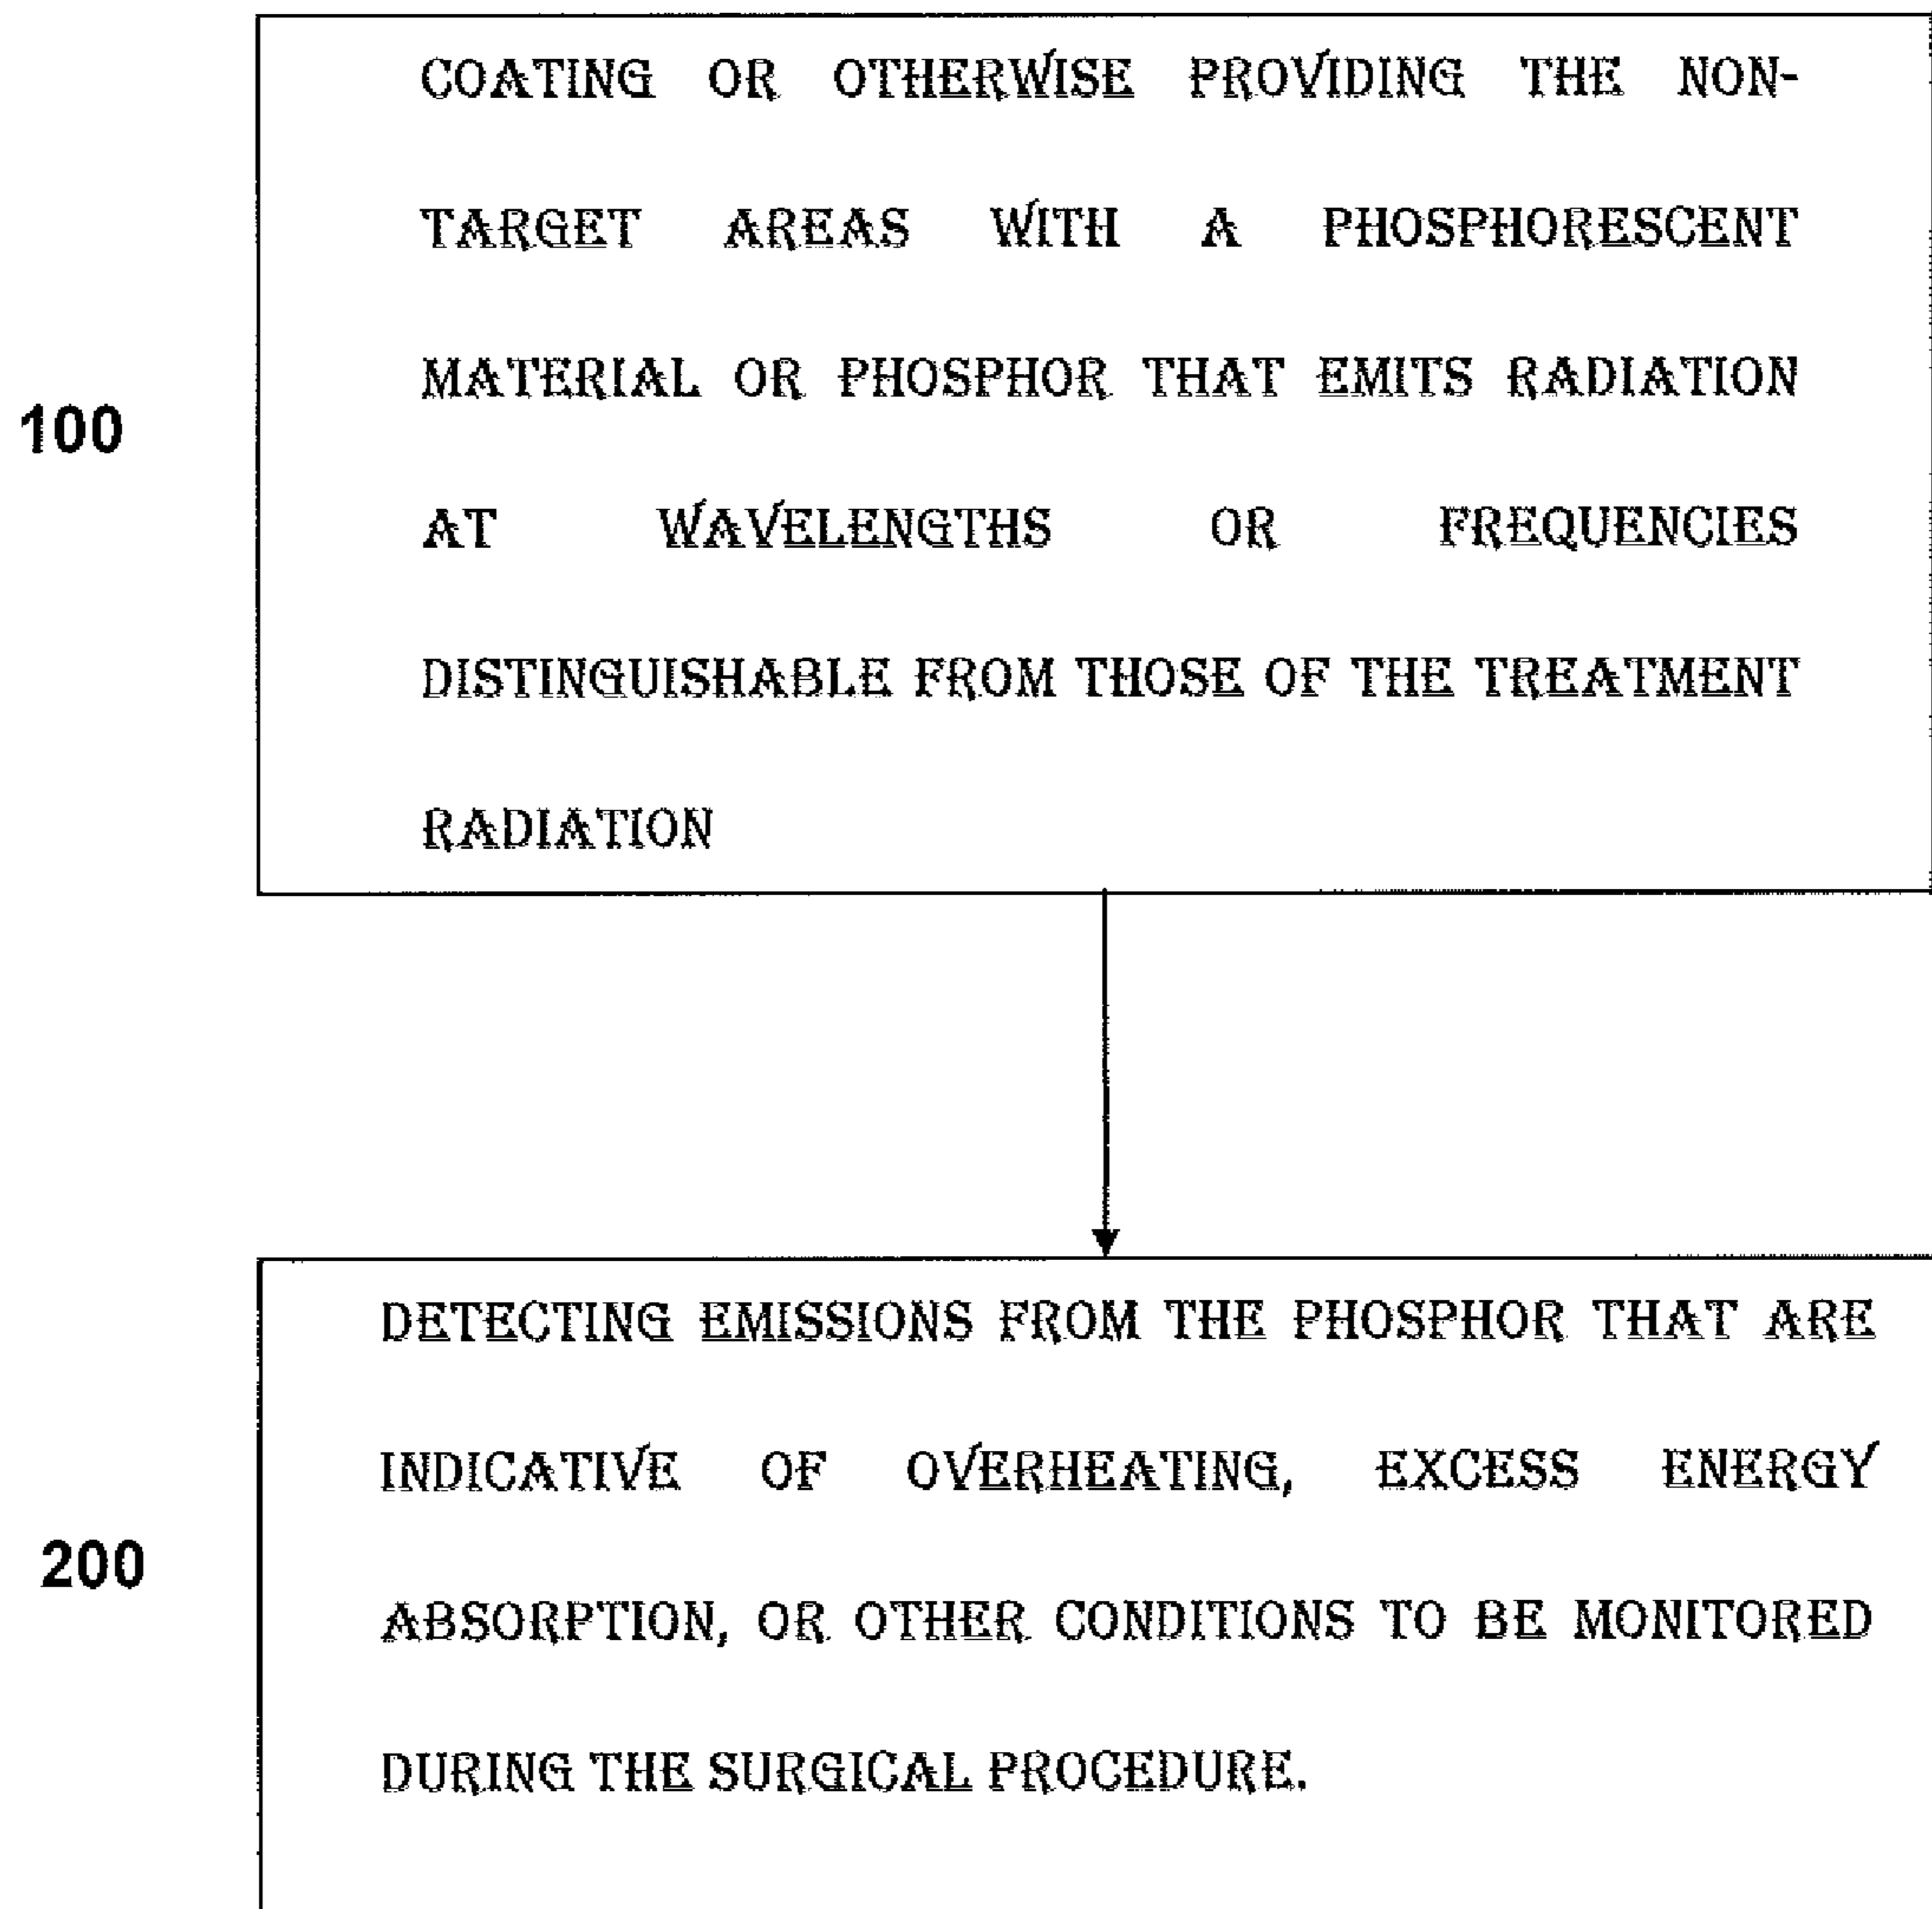 COATING OR OTHERWISE PROVIDING THE NON-
TARGET AREAS WITH A PHOSPHORESCENT
MATERIAL OR PHOSPHOR THAT EMITS RADIATION
100
AT WAVELENGTHS OR FREQUENCIES
DISTINGUISHABLE FROM THOSE OF THE TREATMENT
RADIATION
DETECTING EMISSIONS FROM THE PHOSPHOR THAT ARE
INDICATIVE OF OVERHEATING, EXCESS ENERGY
200
ABSORPTION, OR OTHER CONDITIONS TO BE MONITORED
DURING THE SURGICAL PROCEDURE.